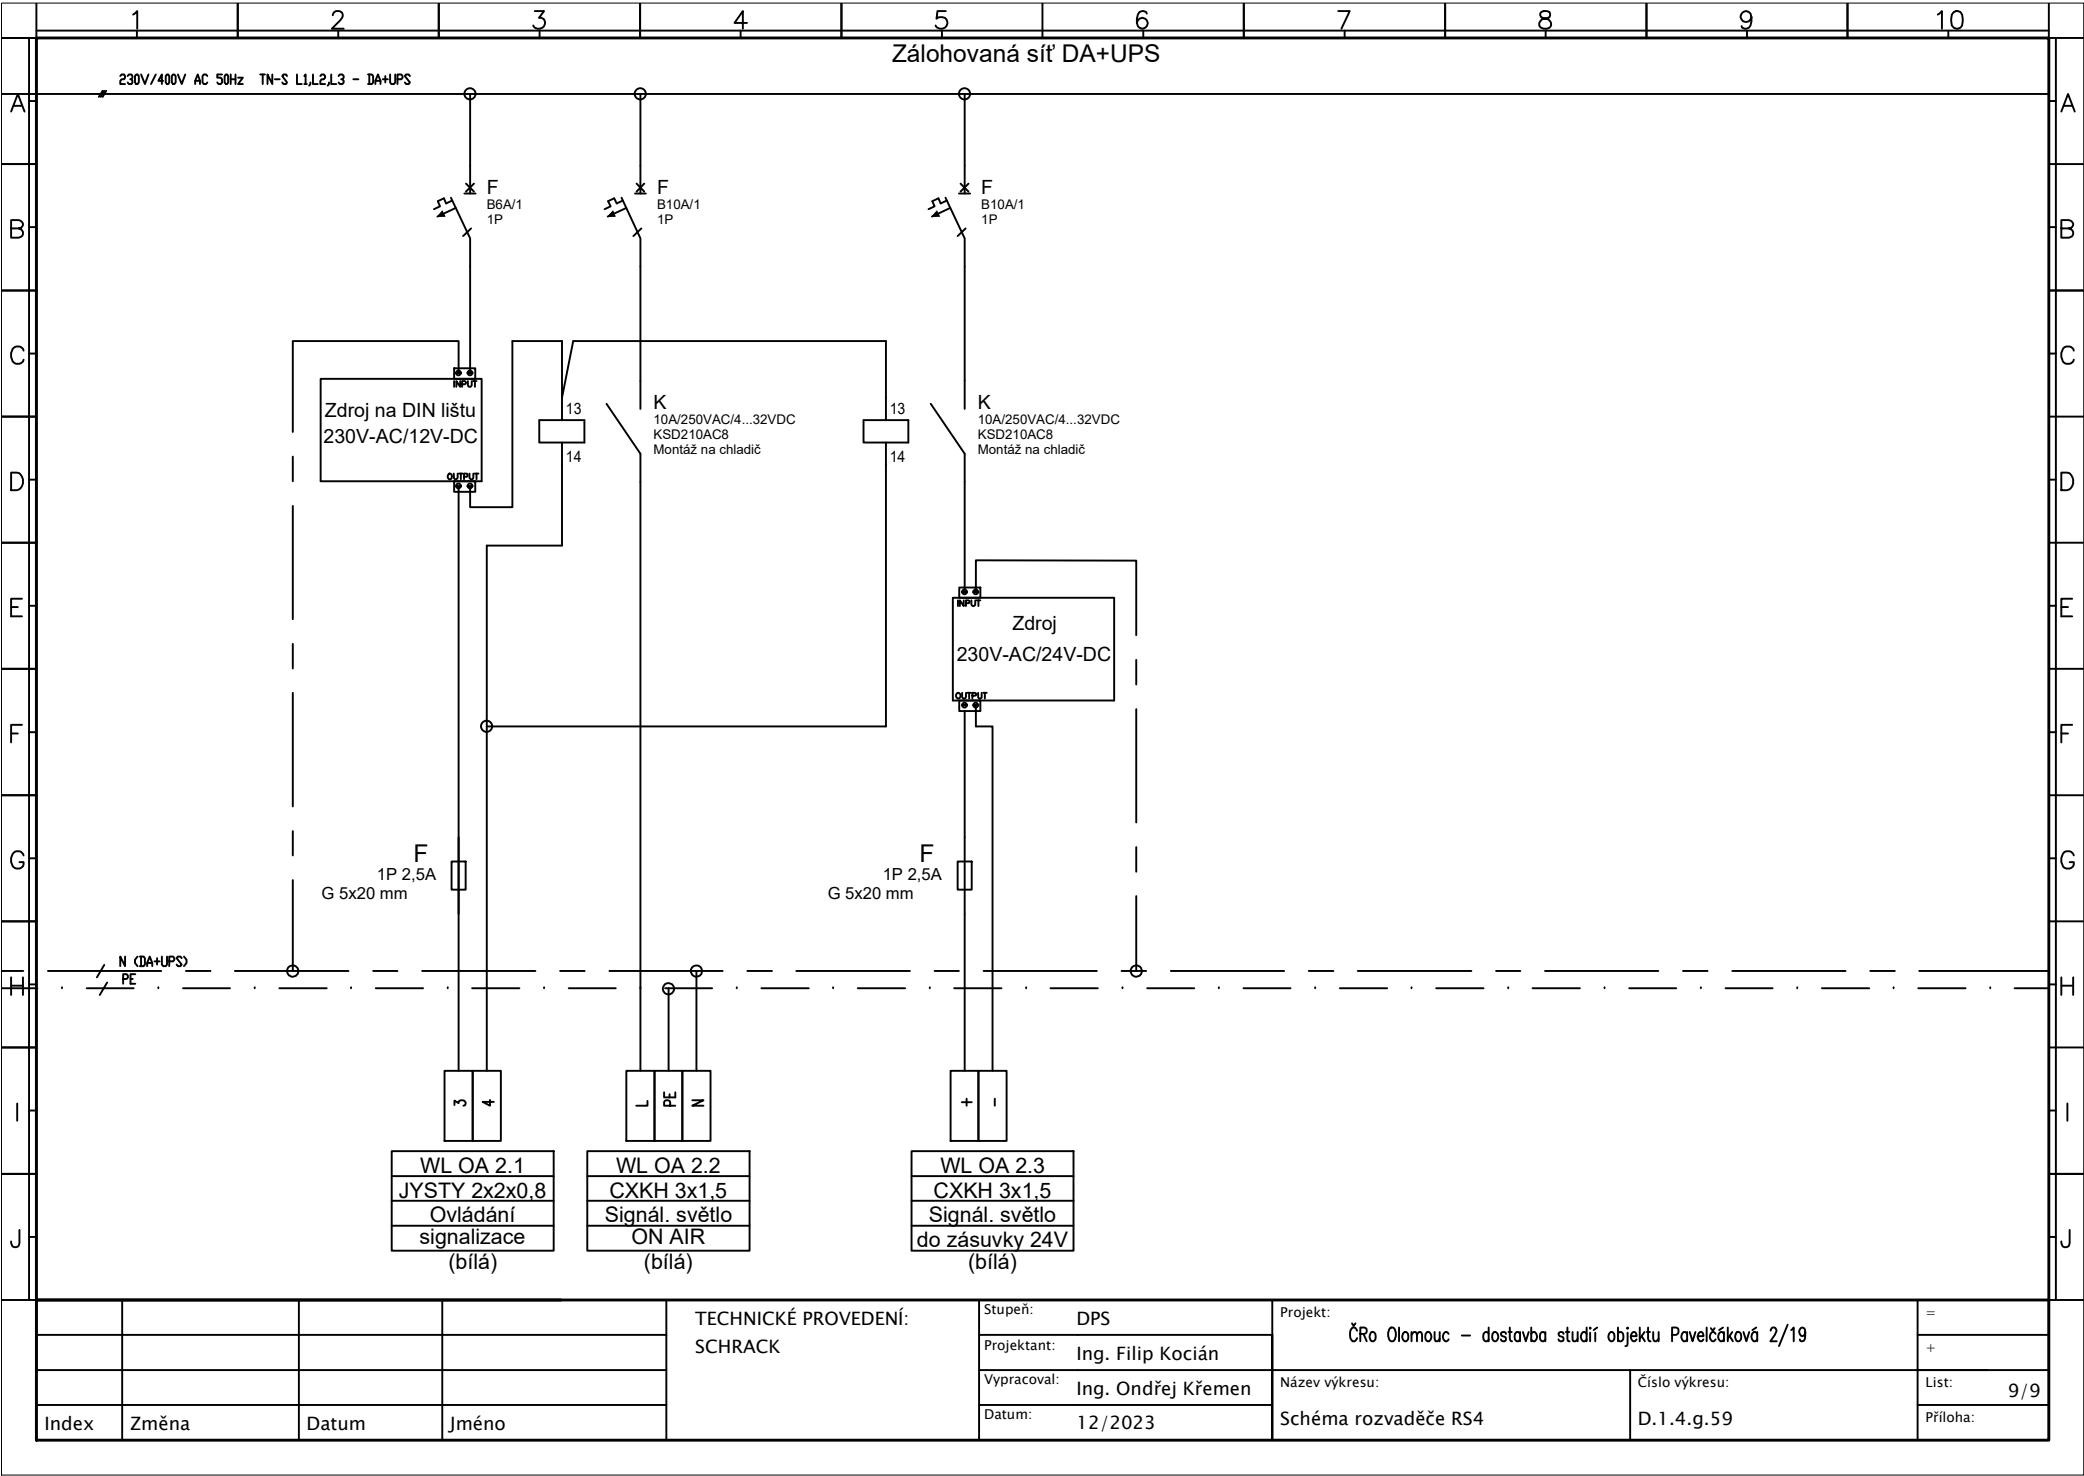 1 2 3 4 5 6 7 8 9 10
Zálohovaná síť DA+UPS
230V/400V AC 50Hz TN-S L1,L2,L3 - DA+UPS
A A
F
B6A/1
1P
F
B10A/1
1P
F
B10A/1
1P
B B
C C
INPUT
Zdroj na DIN lištu
230V-AC/12V-DC
OUTPUT
13
14
K
10A/250VAC/4...32VDC
KSD210AC8
Montáž na chladič
13
14
K
10A/250VAC/4...32VDC
KSD210AC8
Montáž na chladič
D D
E E
INPUT
Zdroj
230V-AC/24V-DC
OUTPUT
F F
F
1P 2,5A
G 5x20 mm
F
1P 2,5A
G 5x20 mm
G G
N (DA+UPS)
PE
H H
3 4
L PE N
+ -
I I
WL OA 2.1
JYSTY 2x2x0,8
Ovládání
signalizace
(bílá)
WL OA 2.2
CXKH 3x1,5
Signál. světlo
ON AIR
(bílá)
WL OA 2.3
CXKH 3x1,5
Signál. světlo
do zásuvky 24V
(bílá)
J J
Index Změna Datum Jméno
TECHNICKÉ PROVEDENÍ:
SCHRACK
Stupeň: DPS
Projektant: Ing. Filip Kocián
Vypracoval: Ing. Ondřej Křemen
Datum: 12/2023
Projekt:
ČRo Olomouc – dostavba studií objektu Pavelčáková 2/19
Název výkresu:
Schéma rozvaděče RS4
Číslo výkresu:
D.1.4.g.59
=
+
List: 9/9
Příloha: